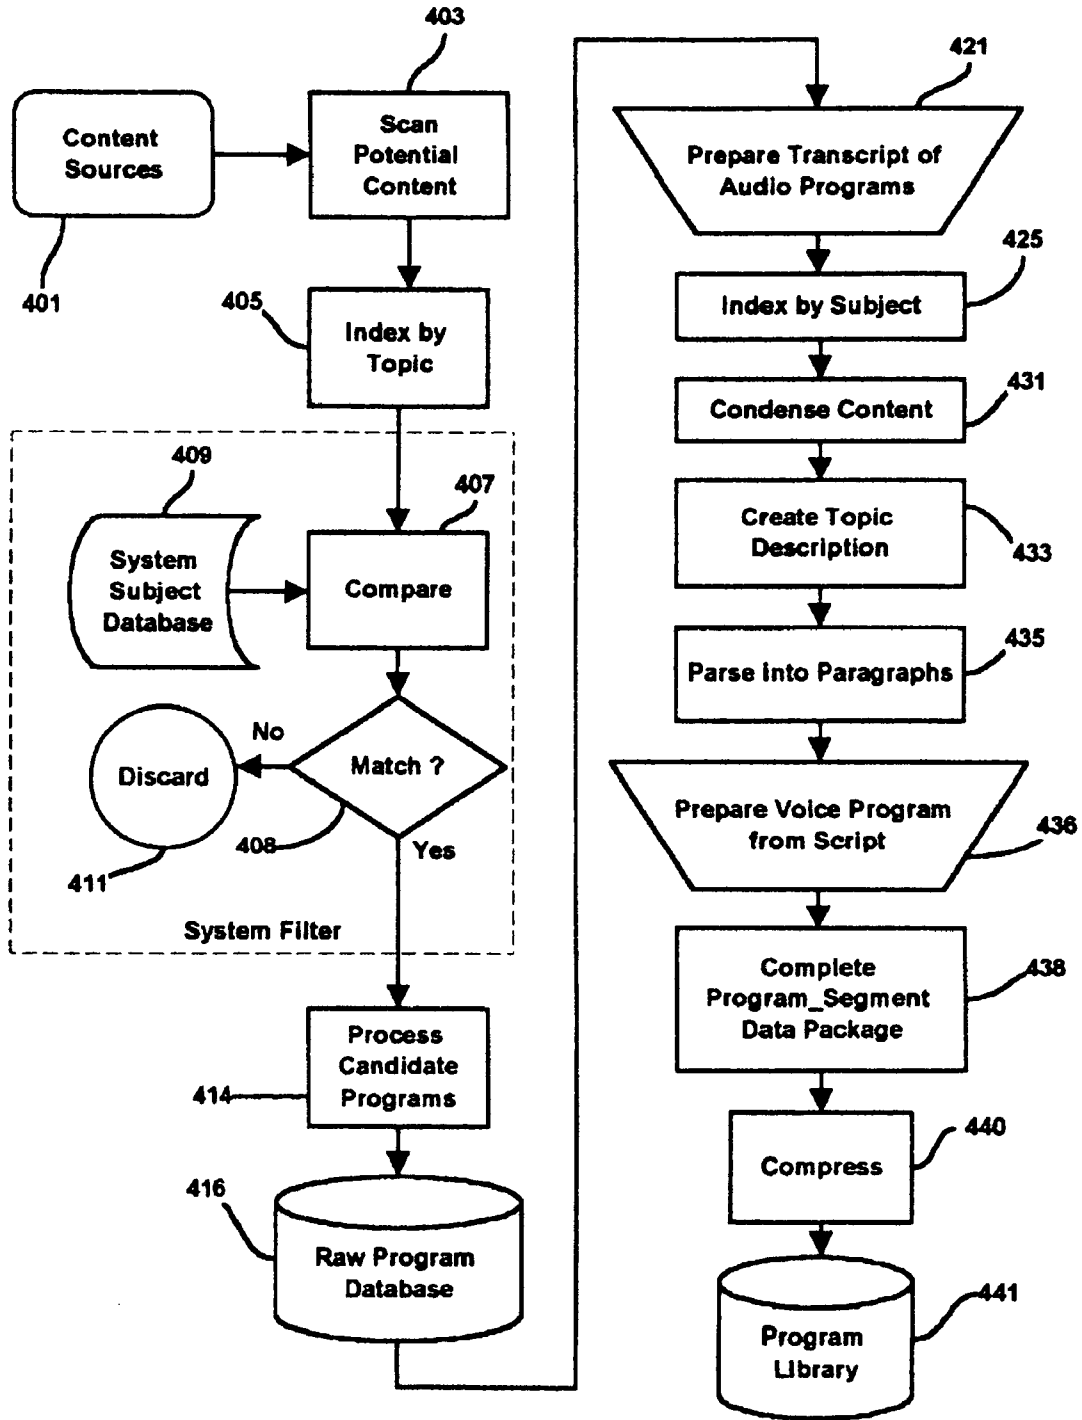 403
Content
Sources
Scan
Potential
Content
401
405
Index by
Topic
409
407
System
Subject
Database
Compare
No
Discard
Match ?
408
Yes
411
System Filter
Process
Candidate
Programs
414
416
Raw Program
Database
421
Prepare Transcript of
Audio Programs
425
Index by Subject
431
Condense Content
Create Topic
Description
433
435
Parse into Paragraphs
Prepare Voice Program
from Script
436
Complete
Program_Segment
Data Package
438
440
Compress
441
Program
Library